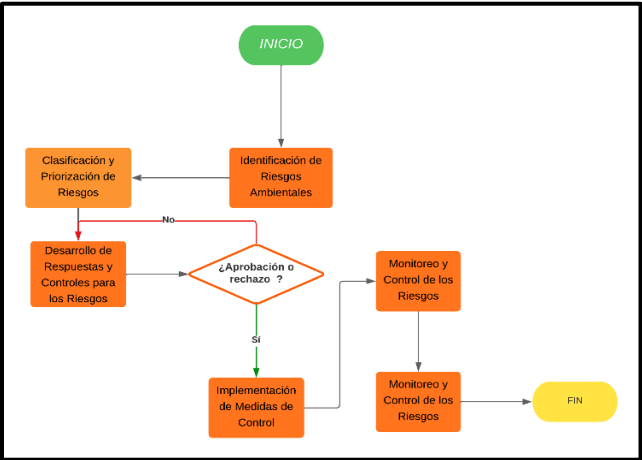 INICIO
Identificación de
Riesgos
Ambientales
Clasificación y
Priorización de
Riesgos
No
Desarrollo de
Respuestas y
Controles para
los Riesgos
¿Aprobación o
rechazo ?
Sí
Implementación
de Medidas de
Control
Monitoreo y
Control de los
Riesgos
Monitoreo y
Control de los
Riesgos
FIN